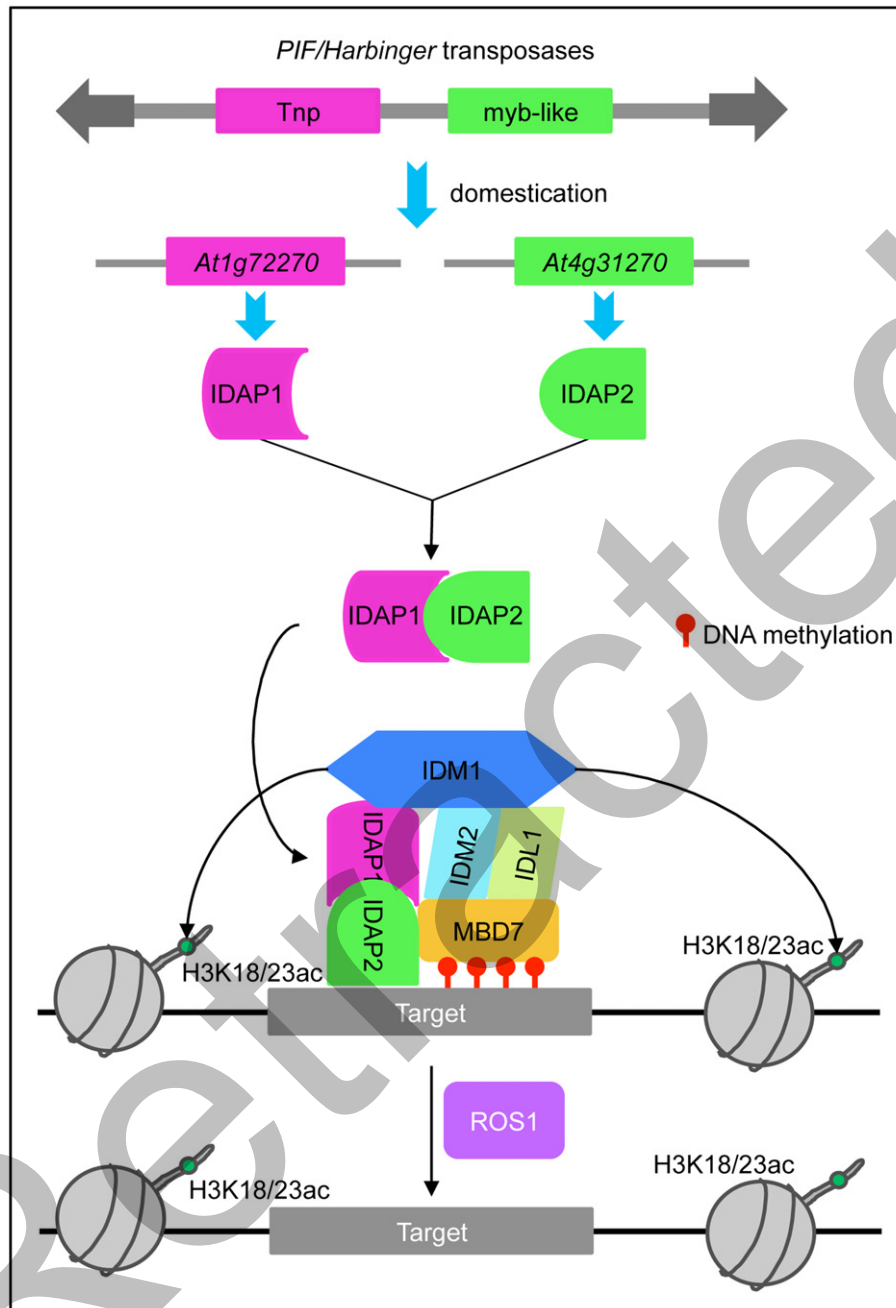 PIF/Harbinger transposases
Tnp
myb-like
domestication
At1g72270
At4g31270
IDAP1
IDAP2
IDAP1
IDAP2
DNA methylation
IDM1
IDAP1
IDM2
IDL1
IDAP2
MBD7
H3K18/23ac
H3K18/23ac
Target
ROS1
H3K18/23ac
H3K18/23ac
Target
Retracted